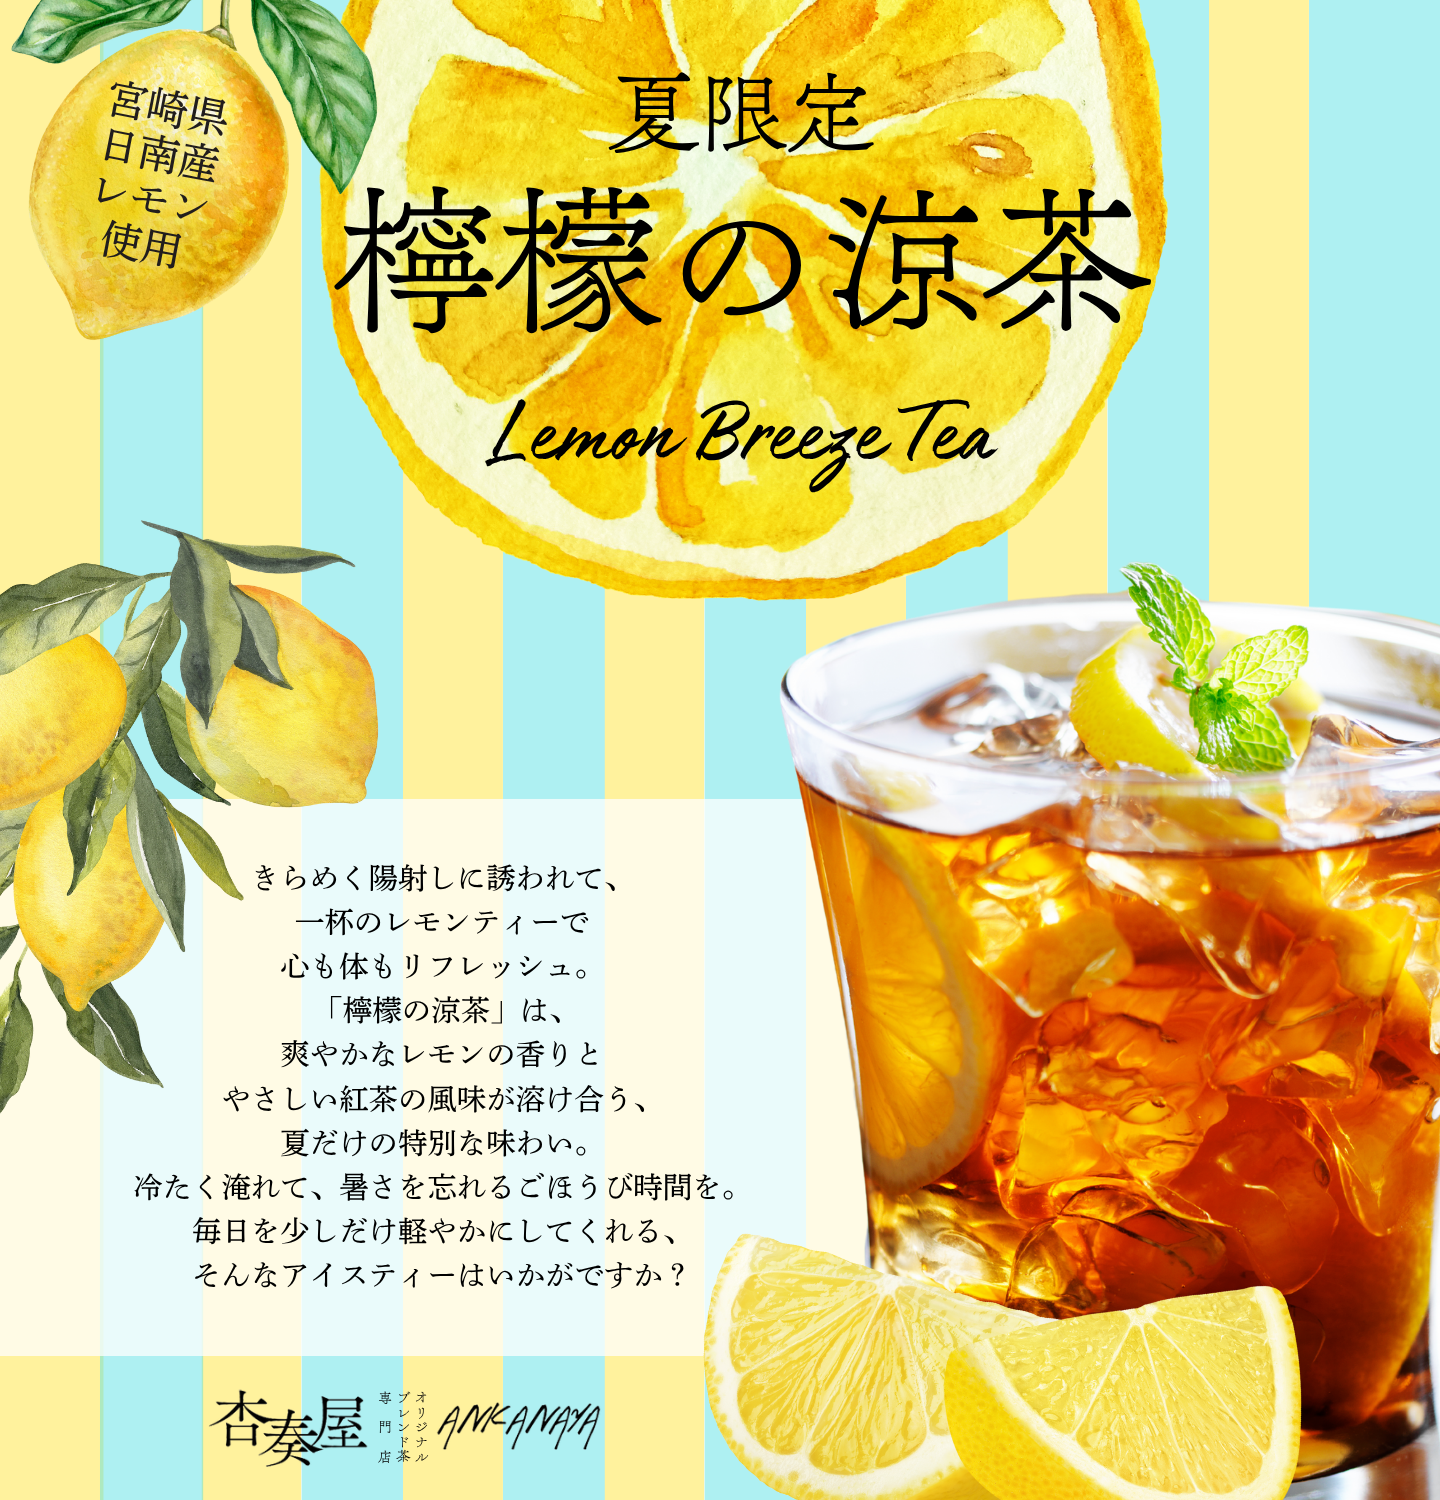 宮崎県
日南産
レモン
使用
夏限定
檸檬の涼茶
Lemon Breeze Tea
きらめく陽射しに誘われて、
一杯のレモンティーで
心も体もリフレッシュ。
「檸檬の涼茶」は、
爽やかなレモンの香りと
やさしい紅茶の風味が溶け合う、
夏だけの特別な味わい。
冷たく淹れて、暑さを忘れるごほうび時間を。
毎日を少しだけ軽やかにしてくれる、
そんなアイスティーはいかがですか？
杏奏屋
オリジナル
ブレンド茶
専門店
ANKANAYA